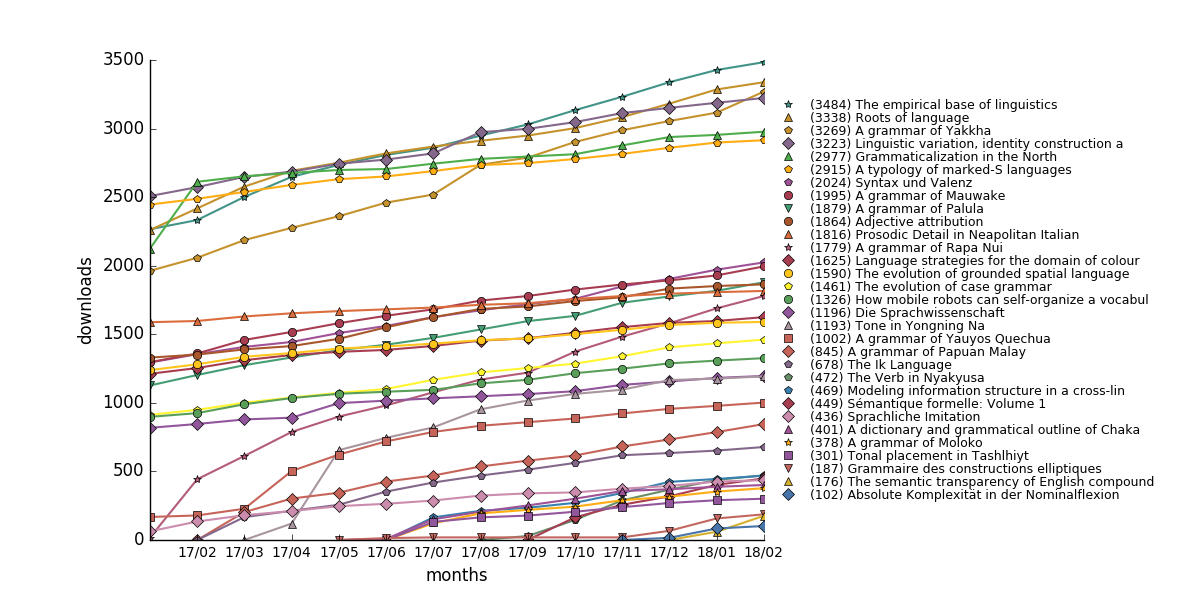 3500
3000
2500
2000
1500
1000
500
0
downloads
17/02 17/03 17/04 17/05 17/06 17/07 17/08 17/09 17/10 17/11 17/12 18/01 18/02
months
(3484) The empirical base of linguistics
(3338) Roots of language
(3269) A grammar of Yakkha
(3223) Linguistic variation, identity construction a
(2977) Grammaticalization in the North
(2915) A typology of marked-S languages
(2024) Syntax und Valenz
(1995) A grammar of Mauwake
(1879) A grammar of Palula
(1864) Adjective attribution
(1816) Prosodic Detail in Neapolitan Italian
(1779) A grammar of Rapa Nui
(1625) Language strategies for the domain of colour
(1590) The evolution of grounded spatial language
(1461) The evolution of case grammar
(1326) How mobile robots can self-organize a vocabul
(1196) Die Sprachwissenschaft
(1193) Tone in Yongning Na
(1002) A grammar of Yauyos Quechua
(845) A grammar of Papuan Malay
(678) The Ik Language
(472) The Verb in Nyakyusa
(469) Modeling information structure in a cross-lin
(449) Sémantique formelle: Volume 1
(436) Sprachliche Imitation
(401) A dictionary and grammatical outline of Chaka
(378) A grammar of Moloko
(301) Tonal placement in Tashlhiyt
(187) Grammaire des constructions elliptiques
(176) The semantic transparency of English compound
(102) Absolute Komplexität in der Nominalflexion